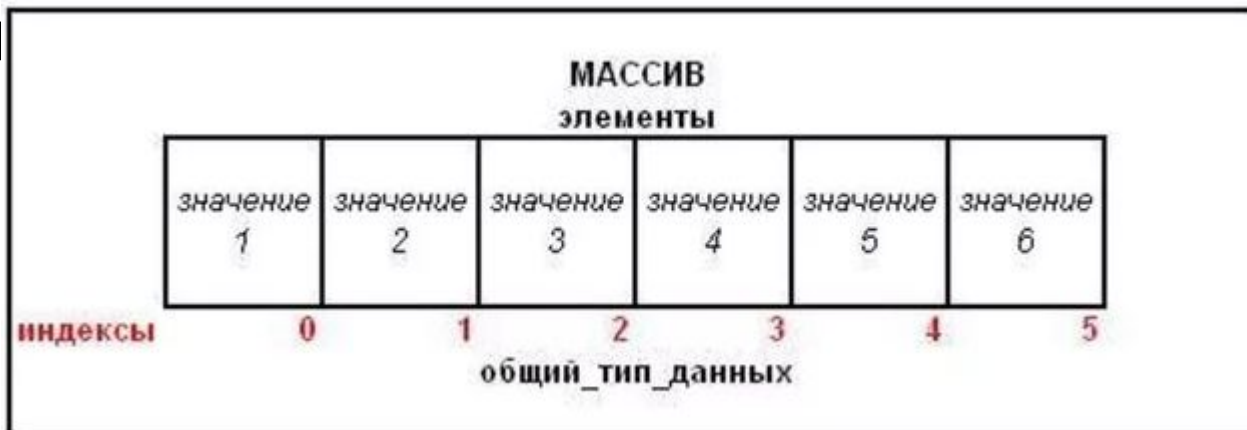 МАССИВ
элементы
значение значение значение значение значение значение
1 2 3 4 5 6
индексы 0 1 2 3 4 5
общий_тип_данных